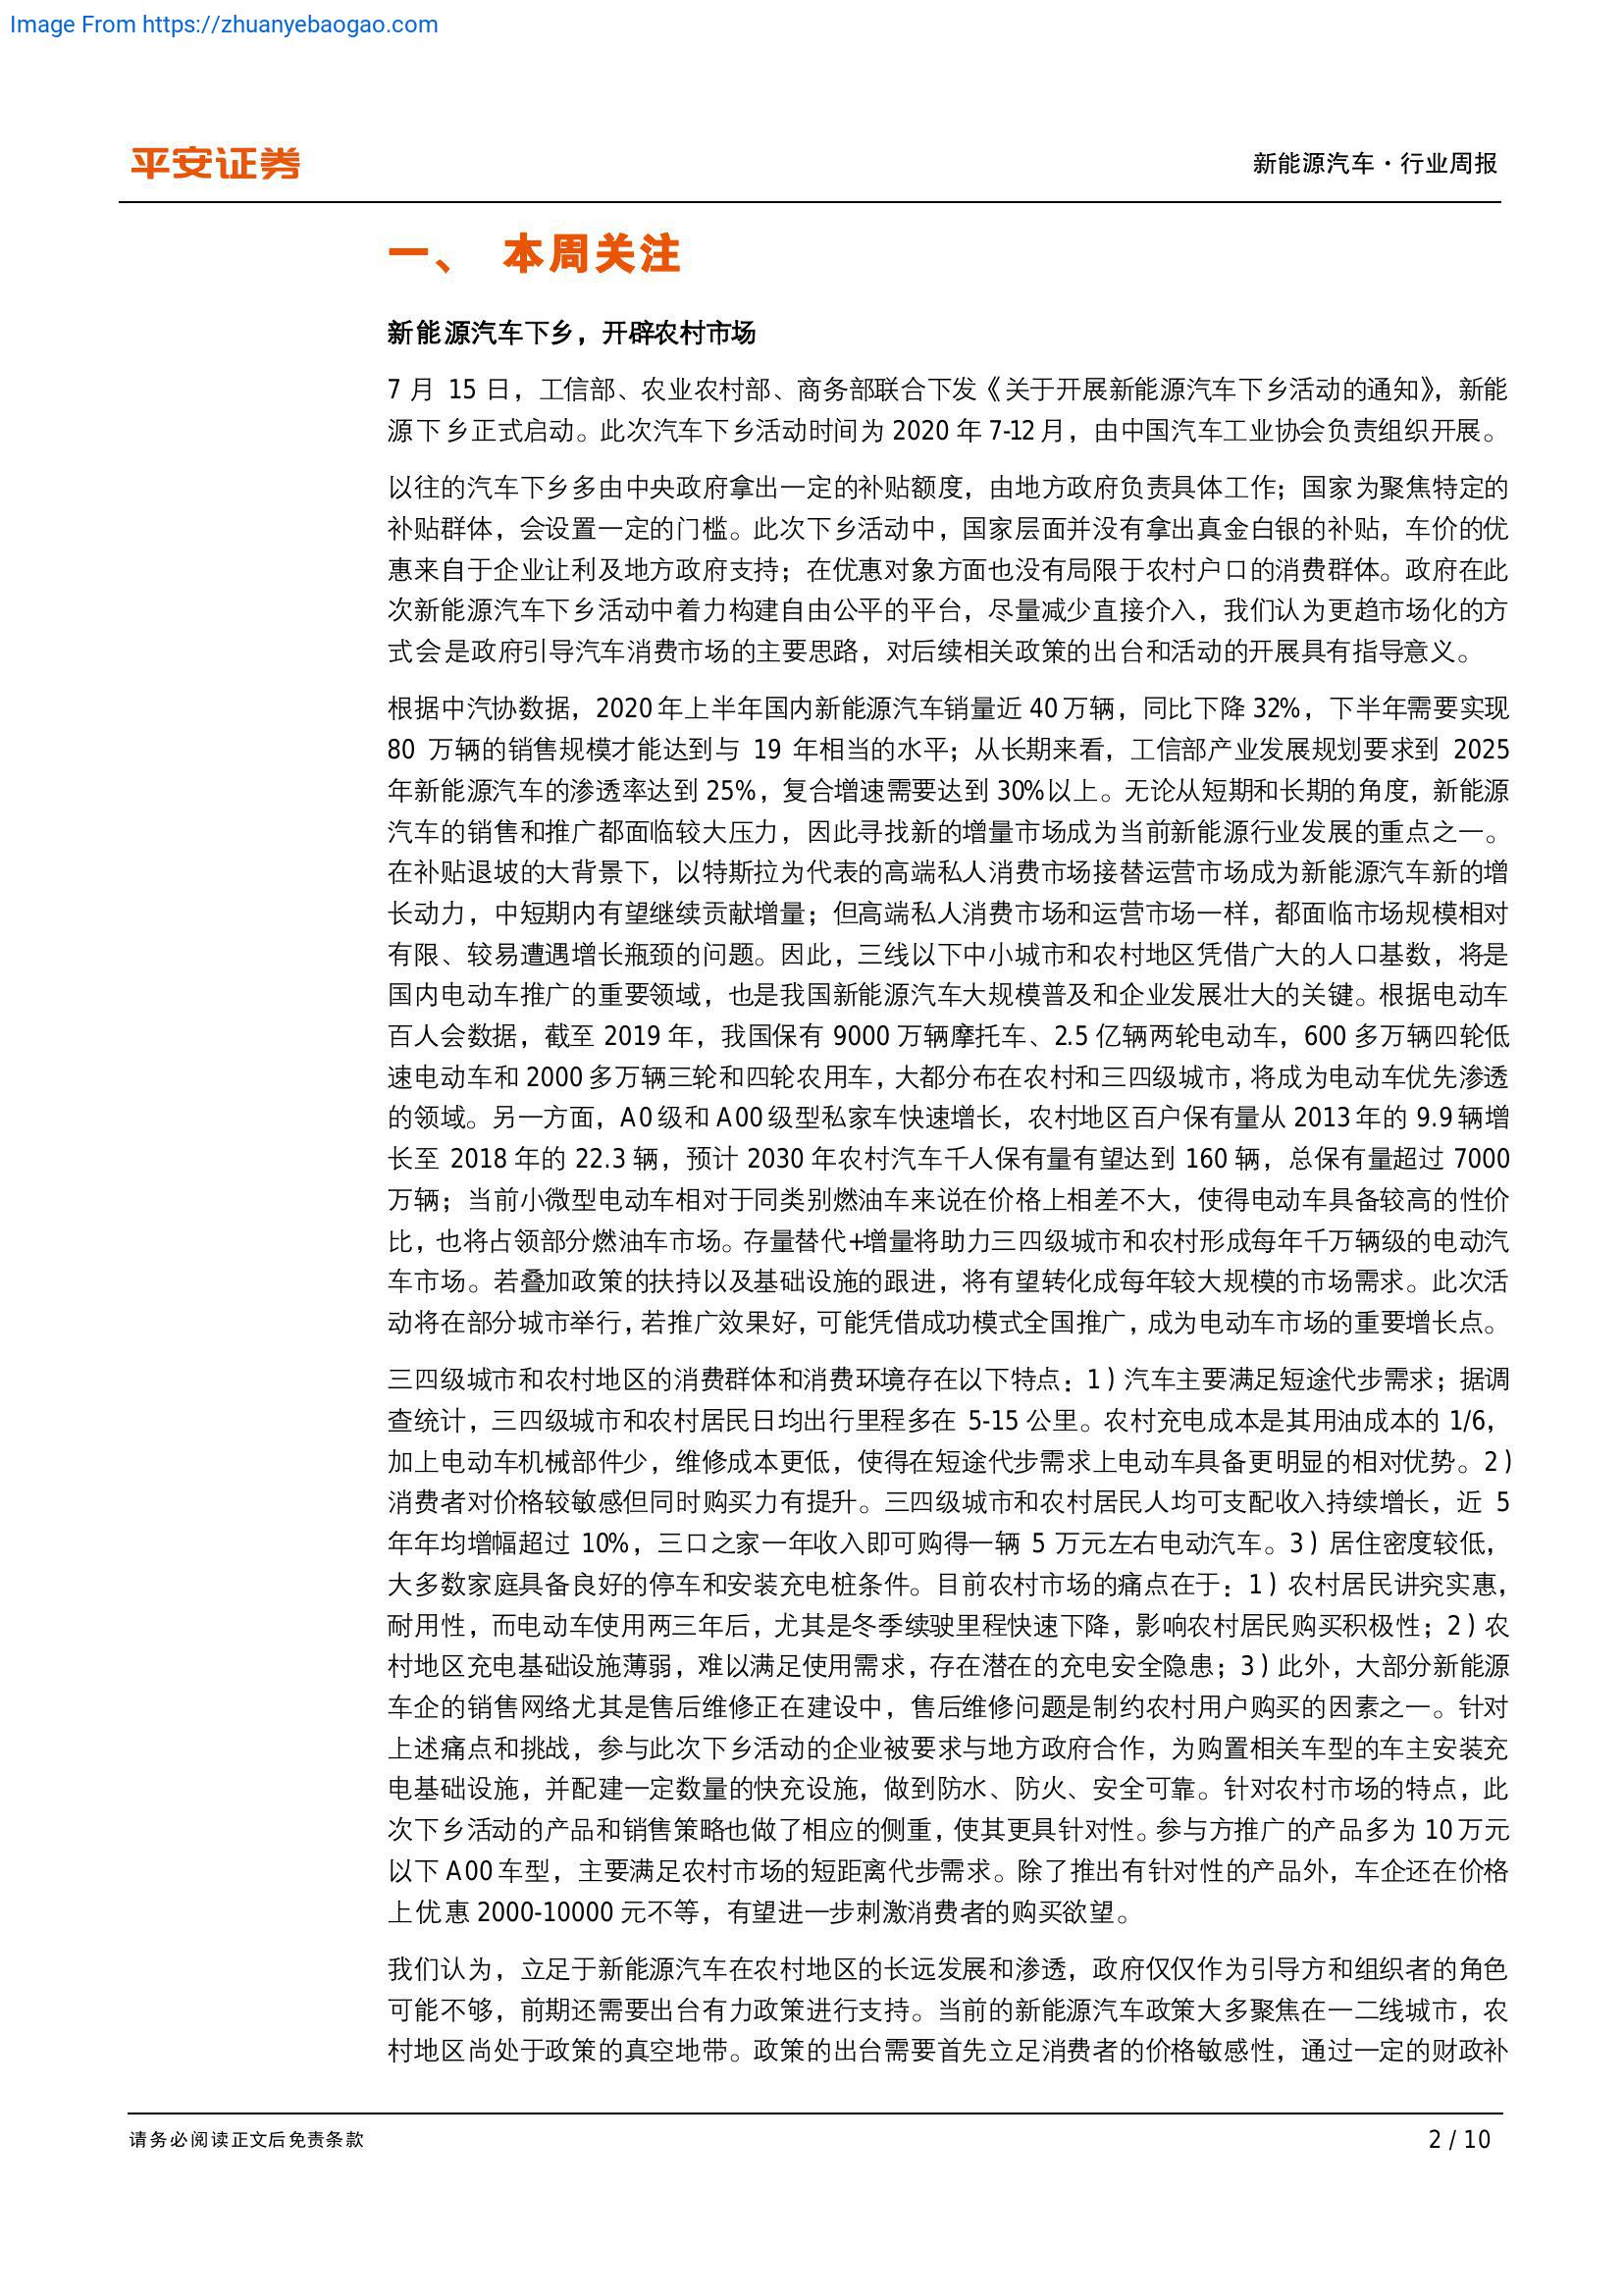 Image From https://zhuanyebaogao.com
平安证券
新能源汽车·行业周报
一、 本周关注
新能源汽车下乡，开辟农村市场
7 月 15 日，工信部、农业农村部、商务部联合下发《关于开展新能源汽车下乡活动的通知》，新能
源下乡正式启动。此次汽车下乡活动时间为 2020 年 7-12 月，由中国汽车工业协会负责组织开展。
以往的汽车下乡多由中央政府拿出一定的补贴额度，由地方政府负责具体工作；国家为聚焦特定的
补贴群体，会设置一定的门槛。此次下乡活动中，国家层面并没有拿出真金白银的补贴，车价的优
惠来自于企业让利及地方政府支持；在优惠对象方面也没有局限于农村户口的消费群体。政府在此
次新能源汽车下乡活动中着力构建自由公平的平台，尽量减少直接介入，我们认为更趋市场化的方
式会是政府引导汽车消费市场的主要思路，对后续相关政策的出台和活动的开展具有指导意义。
根据中汽协数据，2020 年上半年国内新能源汽车销量近 40 万辆，同比下降 32%，下半年需要实现
80 万辆的销售规模才能达到与 19 年相当的水平；从长期来看，工信部产业发展规划要求到 2025
年新能源汽车的渗透率达到 25%，复合增速需要达到 30%以上。无论从短期和长期的角度，新能源
汽车的销售和推广都面临较大压力，因此寻找新的增量市场成为当前新能源行业发展的重点之一。
在补贴退坡的大背景下，以特斯拉为代表的高端私人消费市场接替运营市场成为新能源汽车新的增
长动力，中短期内有望继续贡献增量；但高端私人消费市场和运营市场一样，都面临市场规模相对
有限、较易遭遇增长瓶颈的问题。因此，三线以下中小城市和农村地区凭借广大的人口基数，将是
国内电动车推广的重要领域，也是我国新能源汽车大规模普及和企业发展壮大的关键。根据电动车
百人会数据，截至 2019 年，我国保有 9000 万辆摩托车、2.5 亿辆两轮电动车，600 多万辆四轮低
速电动车和 2000 多万辆三轮和四轮农用车，大都分布在农村和三四级城市，将成为电动车优先渗透
的领域。另一方面，A0 级和 A00 级型私家车快速增长，农村地区百户保有量从 2013 年的 9.9 辆增
长至 2018 年的 22.3 辆，预计 2030 年农村汽车千人保有量有望达到 160 辆，总保有量超过 7000
万辆；当前小微型电动车相对于同类别燃油车来说在价格上相差不大，使得电动车具备较高的性价
比，也将占领部分燃油车市场。存量替代+增量将助力三四级城市和农村形成每年千万辆级的电动汽
车市场。若叠加政策的扶持以及基础设施的跟进，将有望转化成每年较大规模的市场需求。此次活
动将在部分城市举行，若推广效果好，可能凭借成功模式全国推广，成为电动车市场的重要增长点。
三四级城市和农村地区的消费群体和消费环境存在以下特点：1）汽车主要满足短途代步需求；据调
查统计，三四级城市和农村居民日均出行里程多在 5-15 公里。农村充电成本是其用油成本的 1/6，
加上电动车机械部件少，维修成本更低，使得在短途代步需求上电动车具备更明显的相对优势。2）
消费者对价格较敏感但同时购买力有提升。三四级城市和农村居民人均可支配收入持续增长，近 5
年年均增幅超过 10%，三口之家一年收入即可购得一辆 5 万元左右电动汽车。3）居住密度较低，
大多数家庭具备良好的停车和安装充电桩条件。目前农村市场的痛点在于：1）农村居民讲究实惠，
耐用性，而电动车使用两三年后，尤其是冬季续驶里程快速下降，影响农村居民购买积极性；2）农
村地区充电基础设施薄弱，难以满足使用需求，存在潜在的充电安全隐患；3）此外，大部分新能源
车企的销售网络尤其是售后维修正在建设中，售后维修问题是制约农村用户购买的因素之一。针对
上述痛点和挑战，参与此次下乡活动的企业被要求与地方政府合作，为购置相关车型的车主安装充
电基础设施，并配建一定数量的快充设施，做到防水、防火、安全可靠。针对农村市场的特点，此
次下乡活动的产品和销售策略也做了相应的侧重，使其更具针对性。参与方推广的产品多为 10 万元
以下 A00 车型，主要满足农村市场的短距离代步需求。除了推出有针对性的产品外，车企还在价格
上优惠 2000-10000 元不等，有望进一步刺激消费者的购买欲望。
我们认为，立足于新能源汽车在农村地区的长远发展和渗透，政府仅仅作为引导方和组织者的角色
可能不够，前期还需要出台有力政策进行支持。当前的新能源汽车政策大多聚焦在一二线城市，农
村地区尚处于政策的真空地带。政策的出台需要首先立足消费者的价格敏感性，通过一定的财政补
请务必阅读正文后免责条款
2 / 10